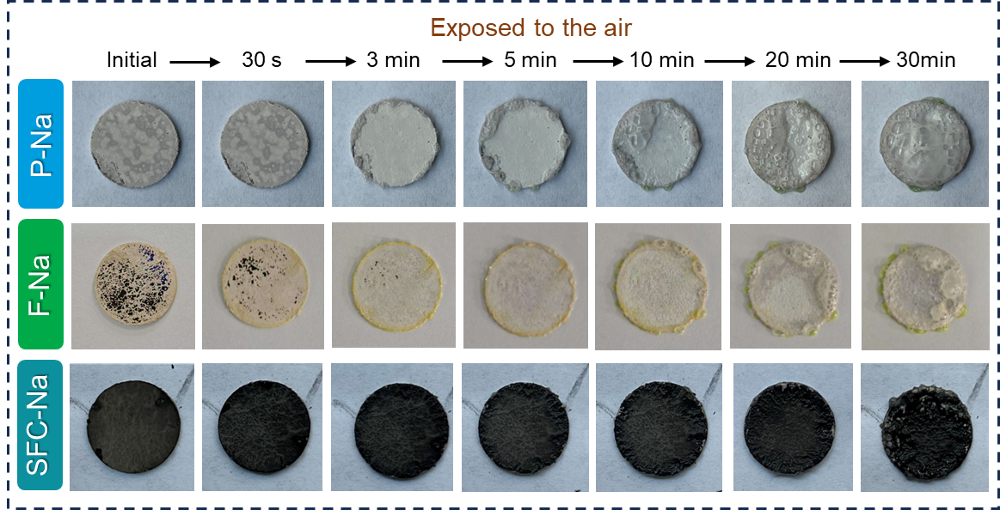 Exposed to the air
Initial → 30 s → 3 min → 5 min → 10 min → 20 min → 30min
P-Na
F-Na
SFC-Na